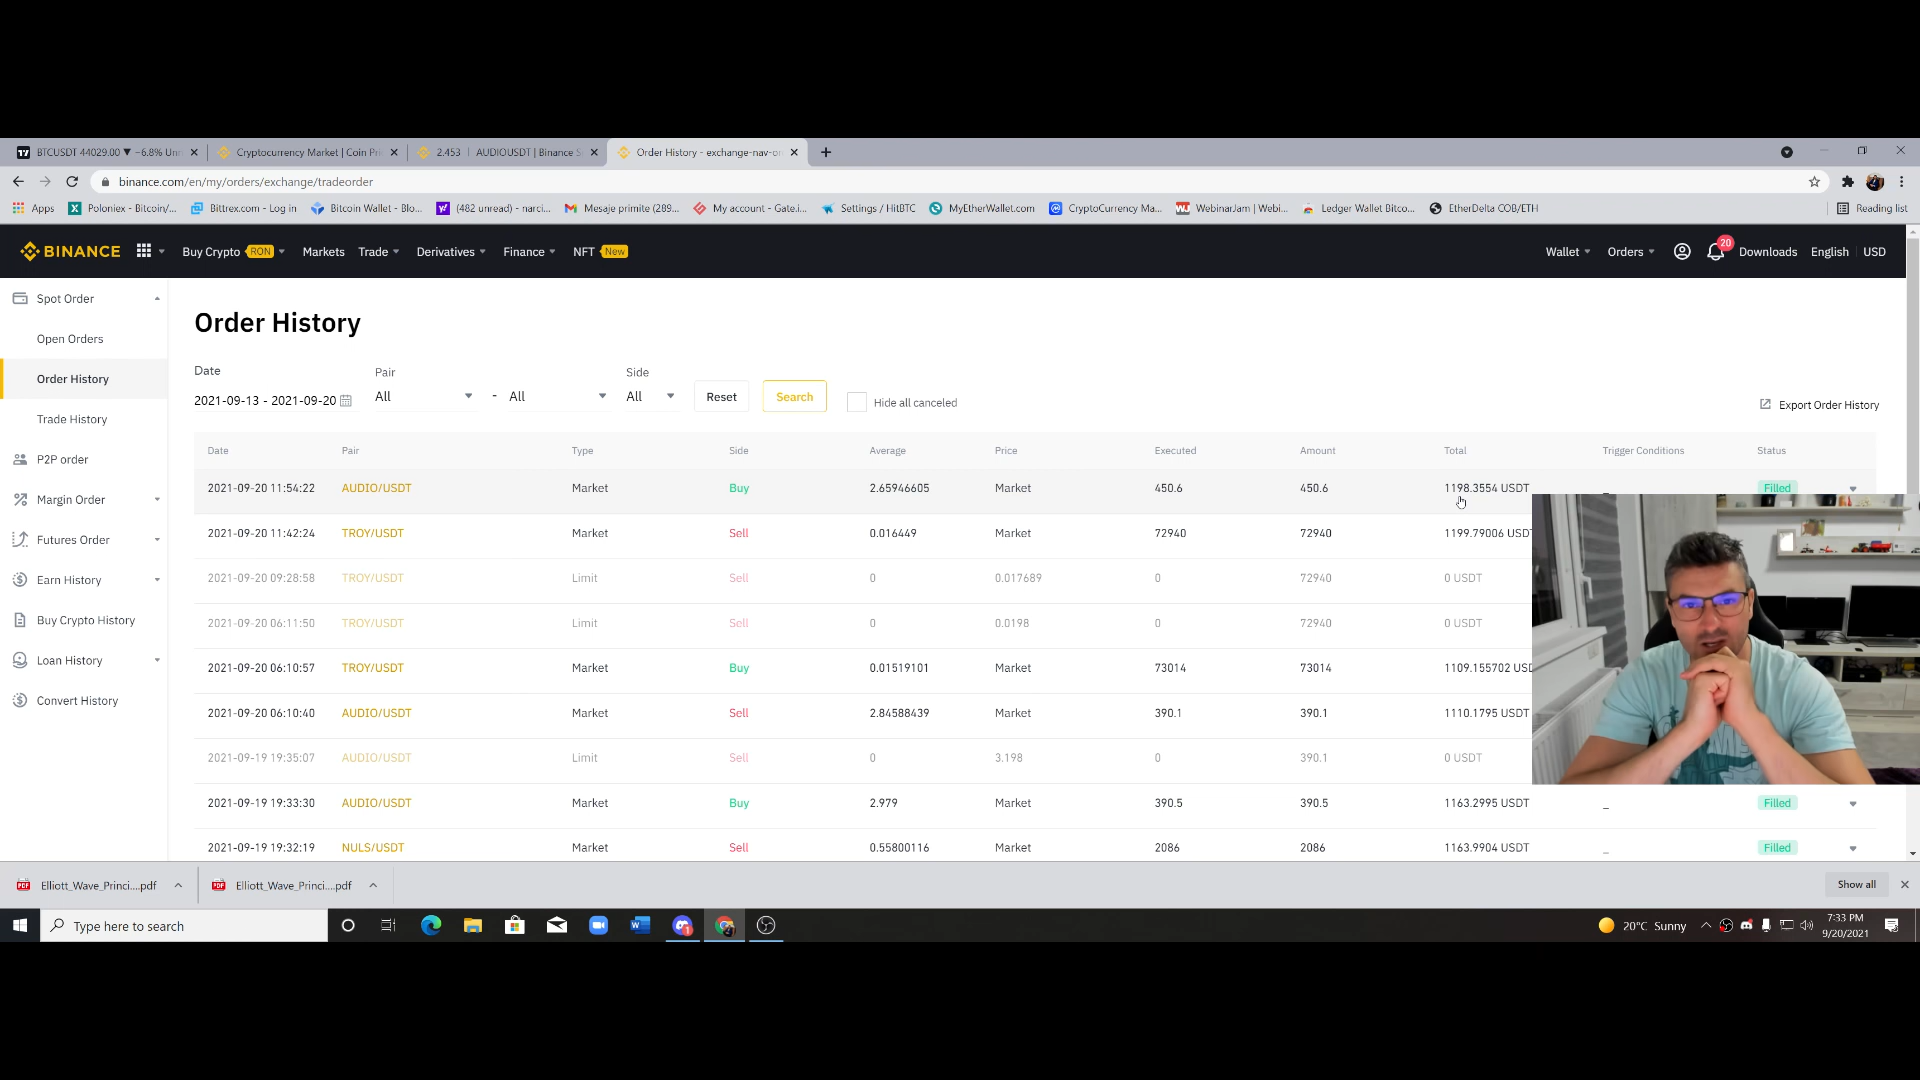 BTCUSDT 44029.00 ▼ −6.8% Unn
Cryptocurrency Market | Coin Pri
2.453 | AUDIOUSDT | Binance S
Order History - exchange-nav-or
binance.com/en/my/orders/exchange/tradeorder
Apps Poloniex - Bitcoin/... Bittrex.com - Log in Bitcoin Wallet - Blo... (482 unread) - narci... Mesaje primite (289... My account - Gate.i... Settings / HitBTC MyEtherWallet.com CryptoCurrency Ma... WebinarJam | Webi... Ledger Wallet Bitco... EtherDelta COB/ETH Reading list
BINANCE Buy Crypto RON Markets Trade Derivatives Finance NFT New Wallet Orders 20 Downloads English USD
Spot Order
Open Orders
Order History
Trade History
P2P order
Margin Order
Futures Order
Earn History
Buy Crypto History
Loan History
Convert History
Order History
Date Pair Side
2021-09-13 - 2021-09-20 All - All All Reset Search Hide all canceled Export Order History
Date Pair Type Side Average Price Executed Amount Total Trigger Conditions Status
2021-09-20 11:54:22 AUDIO/USDT Market Buy 2.65946605 Market 450.6 450.6 1198.3554 USDT Filled
2021-09-20 11:42:24 TROY/USDT Market Sell 0.016449 Market 72940 72940 1199.79006 USDT
2021-09-20 09:28:58 TROY/USDT Limit Sell 0 0.017689 0 72940 0 USDT
2021-09-20 06:11:50 TROY/USDT Limit Sell 0 0.0198 0 72940 0 USDT
2021-09-20 06:10:57 TROY/USDT Market Buy 0.01519101 Market 73014 73014 1109.155702 USD
2021-09-20 06:10:40 AUDIO/USDT Market Sell 2.84588439 Market 390.1 390.1 1110.1795 USDT
2021-09-19 19:35:07 AUDIO/USDT Limit Sell 0 3.198 0 390.1 0 USDT
2021-09-19 19:33:30 AUDIO/USDT Market Buy 2.979 Market 390.5 390.5 1163.2995 USDT _ Filled
2021-09-19 19:32:19 NULS/USDT Market Sell 0.55800116 Market 2086 2086 1163.9904 USDT _ Filled
Elliott_Wave_Princi....pdf Elliott_Wave_Princi....pdf Show all
Type here to search 20°C Sunny 7:33 PM
9/20/2021